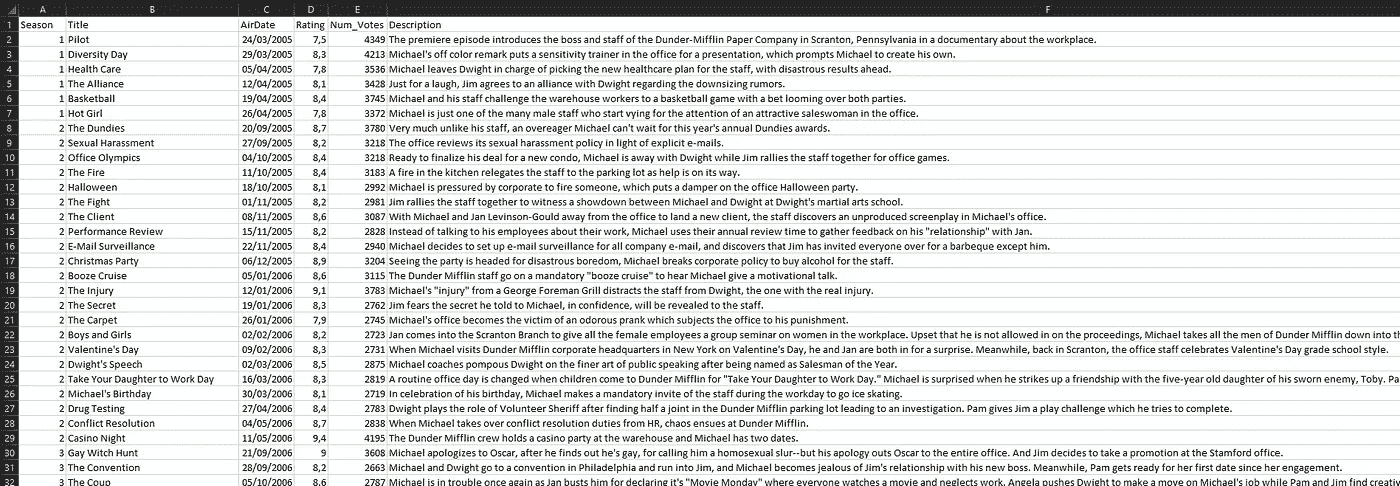 A B C D E F
1 Season Title AirDate Rating Num_Votes Description
2 1 Pilot 24/03/2005 7,5 4349 The premiere episode introduces the boss and staff of the Dunder-Mifflin Paper Company in Scranton, Pennsylvania in a documentary about the workplace.
3 1 Diversity Day 29/03/2005 8,3 4213 Michael's off color remark puts a sensitivity trainer in the office for a presentation, which prompts Michael to create his own.
4 1 Health Care 05/04/2005 7,8 3536 Michael leaves Dwight in charge of picking the new healthcare plan for the staff, with disastrous results ahead.
5 1 The Alliance 12/04/2005 8,1 3428 Just for a laugh, Jim agrees to an alliance with Dwight regarding the downsizing rumors.
6 1 Basketball 19/04/2005 8,4 3745 Michael and his staff challenge the warehouse workers to a basketball game with a bet looming over both parties.
7 1 Hot Girl 26/04/2005 7,8 3372 Michael is just one of the many male staff who start vying for the attention of an attractive saleswoman in the office.
8 2 The Dundies 20/09/2005 8,7 3780 Very much unlike his staff, an overeager Michael can't wait for this year's annual Dundies awards.
9 2 Sexual Harassment 27/09/2005 8,2 3218 The office reviews its sexual harassment policy in light of explicit e-mails.
10 2 Office Olympics 04/10/2005 8,4 3218 Ready to finalize his deal for a new condo, Michael is away with Dwight while Jim rallies the staff together for office games.
11 2 The Fire 11/10/2005 8,4 3183 A fire in the kitchen relegates the staff to the parking lot as help is on its way.
12 2 Halloween 18/10/2005 8,1 2992 Michael is pressured by corporate to fire someone, which puts a damper on the office Halloween party.
13 2 The Fight 01/11/2005 8,2 2981 Jim rallies the staff together to witness a showdown between Michael and Dwight at Dwight's martial arts school.
14 2 The Client 08/11/2005 8,6 3087 With Michael and Jan Levinson-Gould away from the office to land a new client, the staff discovers an unproduced screenplay in Michael's office.
15 2 Performance Review 15/11/2005 8,2 2828 Instead of talking to his employees about their work, Michael uses their annual review time to gather feedback on his "relationship" with Jan.
16 2 E-Mail Surveillance 22/11/2005 8,4 2940 Michael decides to set up e-mail surveillance for all company e-mail, and discovers that Jim has invited everyone over for a barbeque except him.
17 2 Christmas Party 06/12/2005 8,9 3204 Seeing the party is headed for disastrous boredom, Michael breaks corporate policy to buy alcohol for the staff.
18 2 Booze Cruise 05/01/2006 8,6 3115 The Dunder Mifflin staff go on a mandatory "booze cruise" to hear Michael give a motivational talk.
19 2 The Injury 12/01/2006 9,1 3783 Michael's "injury" from a George Foreman Grill distracts the staff from Dwight, the one with the real injury.
20 2 The Secret 19/01/2006 8,3 2762 Jim fears the secret he told to Michael, in confidence, will be revealed to the staff.
21 2 The Carpet 26/01/2006 7,9 2745 Michael's office becomes the victim of an odorous prank which subjects the office to his punishment.
22 2 Boys and Girls 02/02/2006 8,2 2723 Jan comes into the Scranton Branch to give all the female employees a group seminar on women in the workplace. Upset that he is not allowed in on the proceedings, Michael takes all the men of Dunder Mifflin down into th
23 2 Valentine's Day 09/02/2006 8,3 2731 When Michael visits Dunder Mifflin corporate headquarters in New York on Valentine's Day, he and Jan are both in for a surprise. Meanwhile, back in Scranton, the office staff celebrates Valentine's Day grade school style.
24 2 Dwight's Speech 02/03/2006 8,5 2875 Michael coaches pompous Dwight on the finer art of public speaking after being named as Salesman of the Year.
25 2 Take Your Daughter to Work Day 16/03/2006 8,3 2819 A routine office day is changed when children come to Dunder Mifflin for "Take Your Daughter to Work Day." Michael is surprised when he strikes up a friendship with the five-year old daughter of his sworn enemy, Toby. Pa
26 2 Michael's Birthday 30/03/2006 8,1 2719 In celebration of his birthday, Michael makes a mandatory invite of the staff during the workday to go ice skating.
27 2 Drug Testing 27/04/2006 8,4 2783 Dwight plays the role of Volunteer Sheriff after finding half a joint in the Dunder Mifflin parking lot leading to an investigation. Pam gives Jim a play challenge which he tries to complete.
28 2 Conflict Resolution 04/05/2006 8,7 2838 When Michael takes over conflict resolution duties from HR, chaos ensues at Dunder Mifflin.
29 2 Casino Night 11/05/2006 9,4 4195 The Dunder Mifflin crew holds a casino party at the warehouse and Michael has two dates.
30 3 Gay Witch Hunt 21/09/2006 9 3608 Michael apologizes to Oscar, after he finds out he's gay, for calling him a homosexual slur--but his apology outs Oscar to the entire office. And Jim decides to take a promotion at the Stamford office.
31 3 The Convention 28/09/2006 8,2 2663 Michael and Dwight go to a convention in Philadelphia and run into Jim, and Michael becomes jealous of Jim's relationship with his new boss. Meanwhile, Pam gets ready for her first date since her engagement.
32 3 The Coup 05/10/2006 8,6 2787 Michael is in trouble once again as Jan busts him for declaring it's "Movie Monday" where everyone watches a movie and neglects work. Angela pushes Dwight to make a move on Michael's job while Pam and Jim find creativ